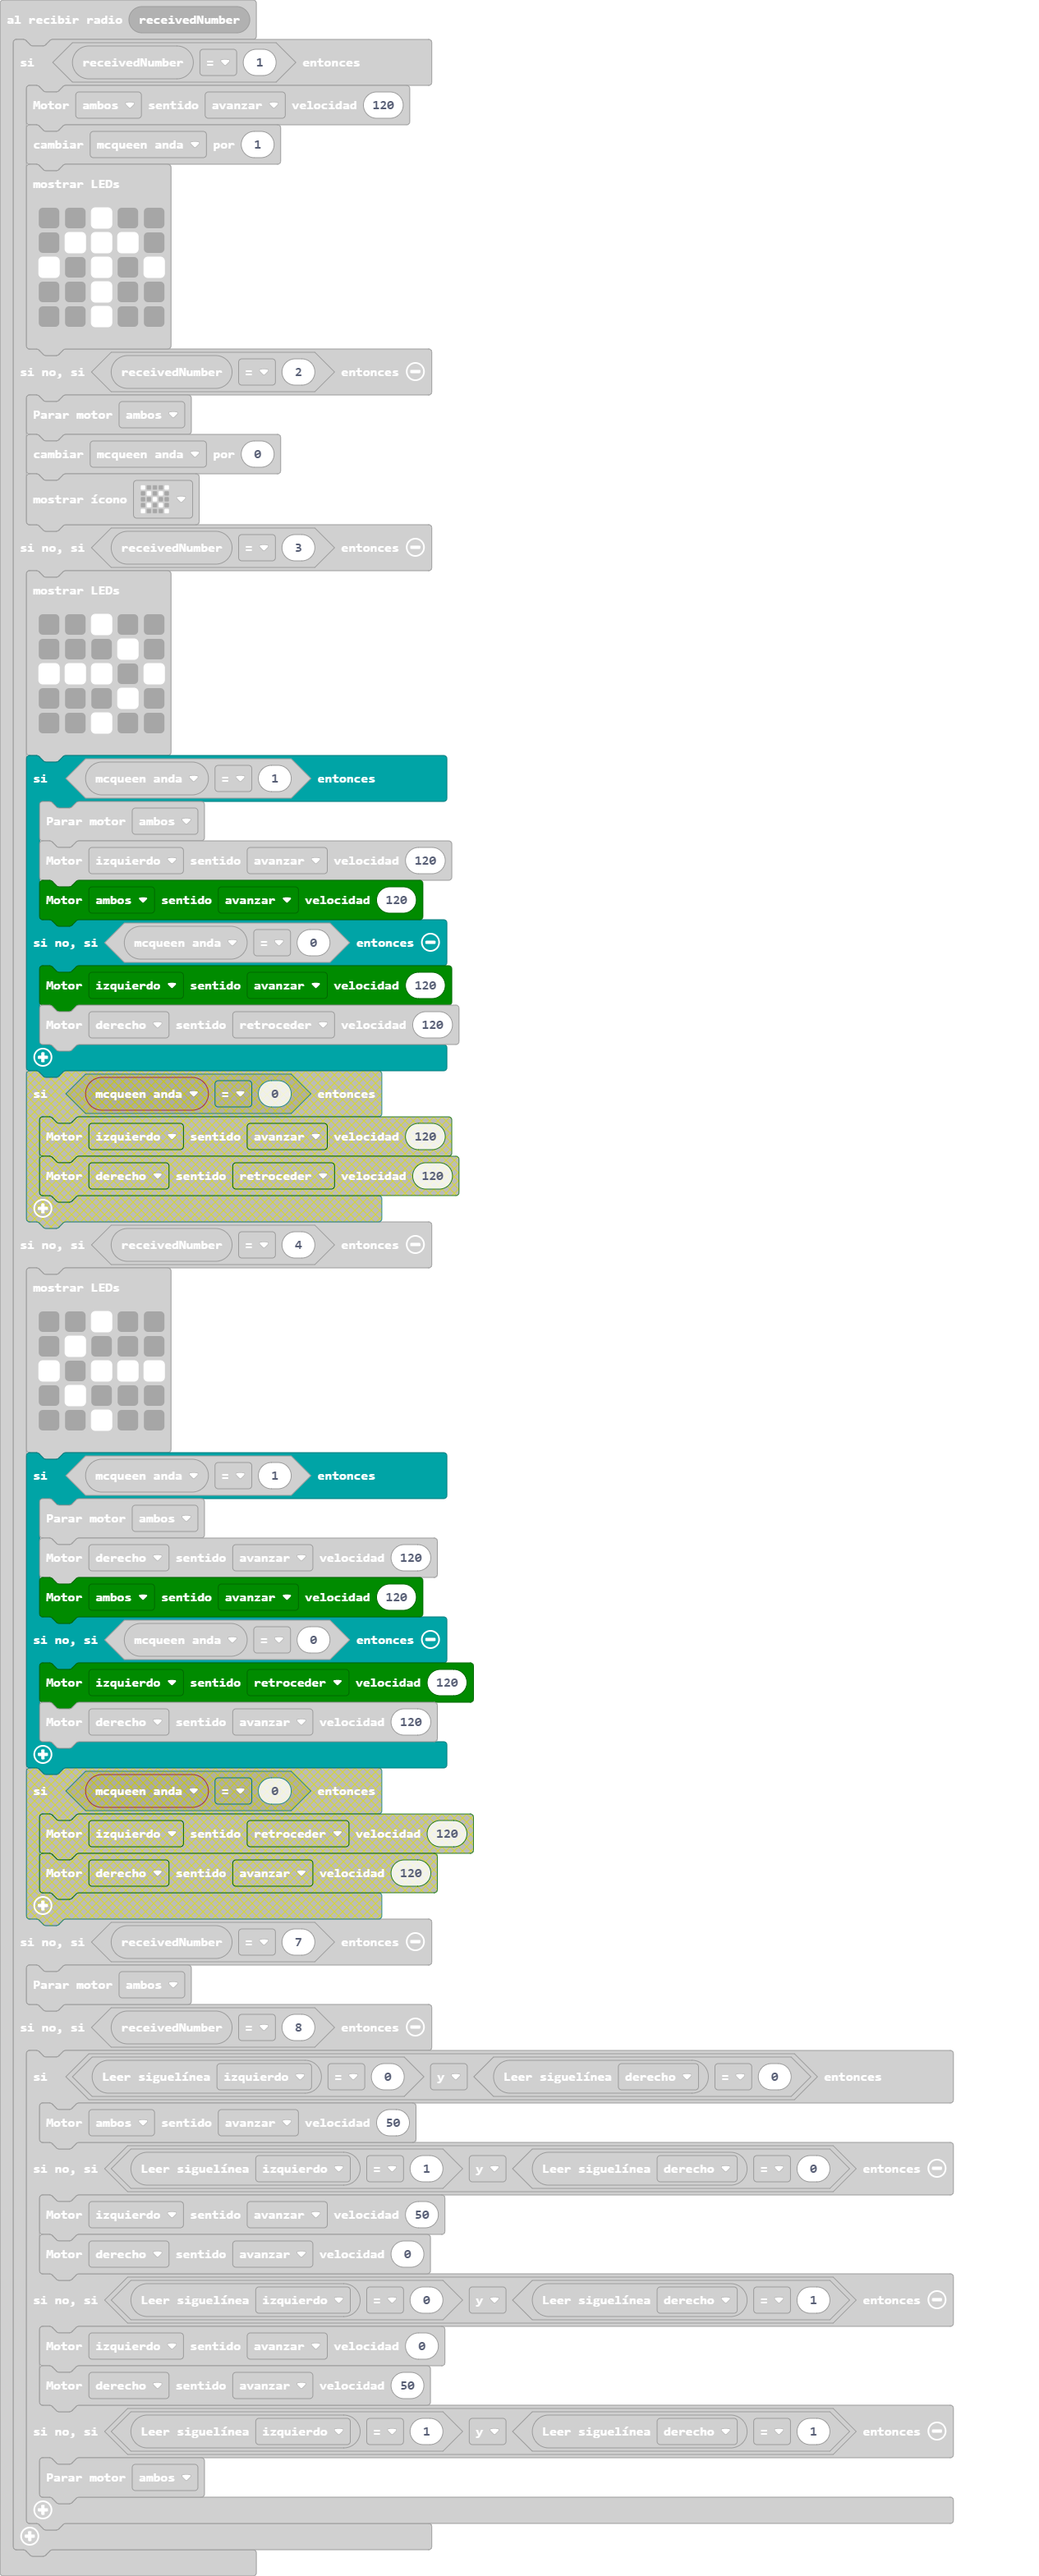 al recibir radio receivedNumber
si receivedNumber = 1 entonces
Motor ambos sentido avanzar velocidad 120
cambiar mcqueen anda por 1
mostrar LEDs
si no, si receivedNumber = 2 entonces
Parar motor ambos
cambiar mcqueen anda por 0
mostrar ícono
si no, si receivedNumber = 3 entonces
mostrar LEDs
si mcqueen anda = 1 entonces
Parar motor ambos
Motor izquierdo sentido avanzar velocidad 120
Motor ambos sentido avanzar velocidad 120
si no, si mcqueen anda = 0 entonces
Motor izquierdo sentido avanzar velocidad 120
Motor derecho sentido retroceder velocidad 120
si mcqueen anda = 0 entonces
Motor izquierdo sentido avanzar velocidad 120
Motor derecho sentido retroceder velocidad 120
si no, si receivedNumber = 4 entonces
mostrar LEDs
si mcqueen anda = 1 entonces
Parar motor ambos
Motor derecho sentido avanzar velocidad 120
Motor ambos sentido avanzar velocidad 120
si no, si mcqueen anda = 0 entonces
Motor izquierdo sentido retroceder velocidad 120
Motor derecho sentido avanzar velocidad 120
si mcqueen anda = 0 entonces
Motor izquierdo sentido retroceder velocidad 120
Motor derecho sentido avanzar velocidad 120
si no, si receivedNumber = 7 entonces
Parar motor ambos
si no, si receivedNumber = 8 entonces
si Leer siguelínea izquierdo = 0 y Leer siguelínea derecho = 0 entonces
Motor ambos sentido avanzar velocidad 50
si no, si Leer siguelínea izquierdo = 1 y Leer siguelínea derecho = 0 entonces
Motor izquierdo sentido avanzar velocidad 50
Motor derecho sentido avanzar velocidad 0
si no, si Leer siguelínea izquierdo = 0 y Leer siguelínea derecho = 1 entonces
Motor izquierdo sentido avanzar velocidad 0
Motor derecho sentido avanzar velocidad 50
si no, si Leer siguelínea izquierdo = 1 y Leer siguelínea derecho = 1 entonces
Parar motor ambos